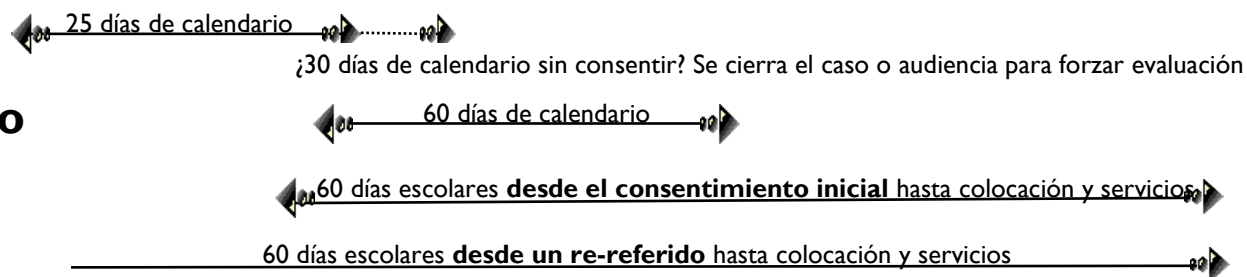 25 días de calendario
¿30 días de calendario sin consentir? Se cierra el caso o audiencia para forzar evaluación
o
60 días de calendario
60 días escolares desde el consentimiento inicial hasta colocación y servicios
60 días escolares desde un re-referido hasta colocación y servicios